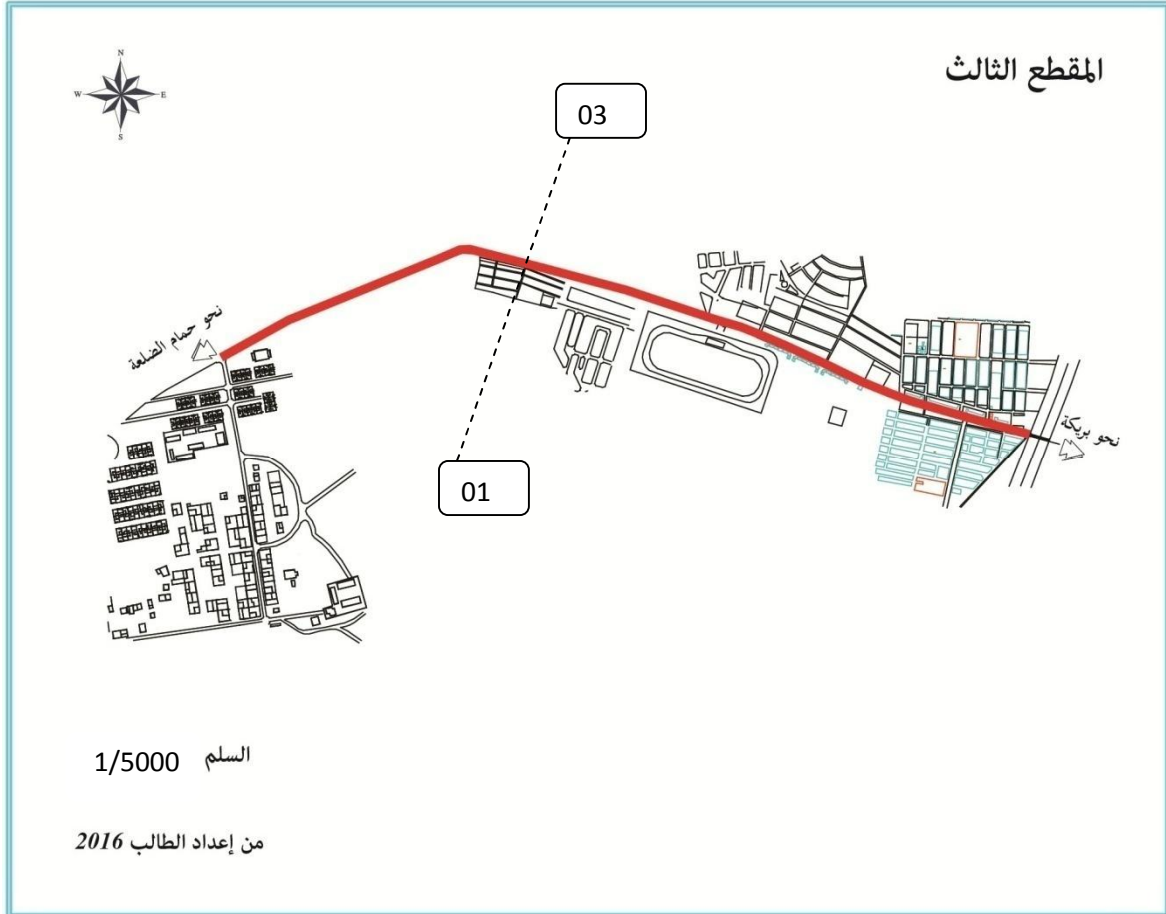 المقطع الثالث
N
W E
S
03
نحو حمام الضلعة
نحو بريكة
01
السلم 1/5000
من إعداد الطالب 2016